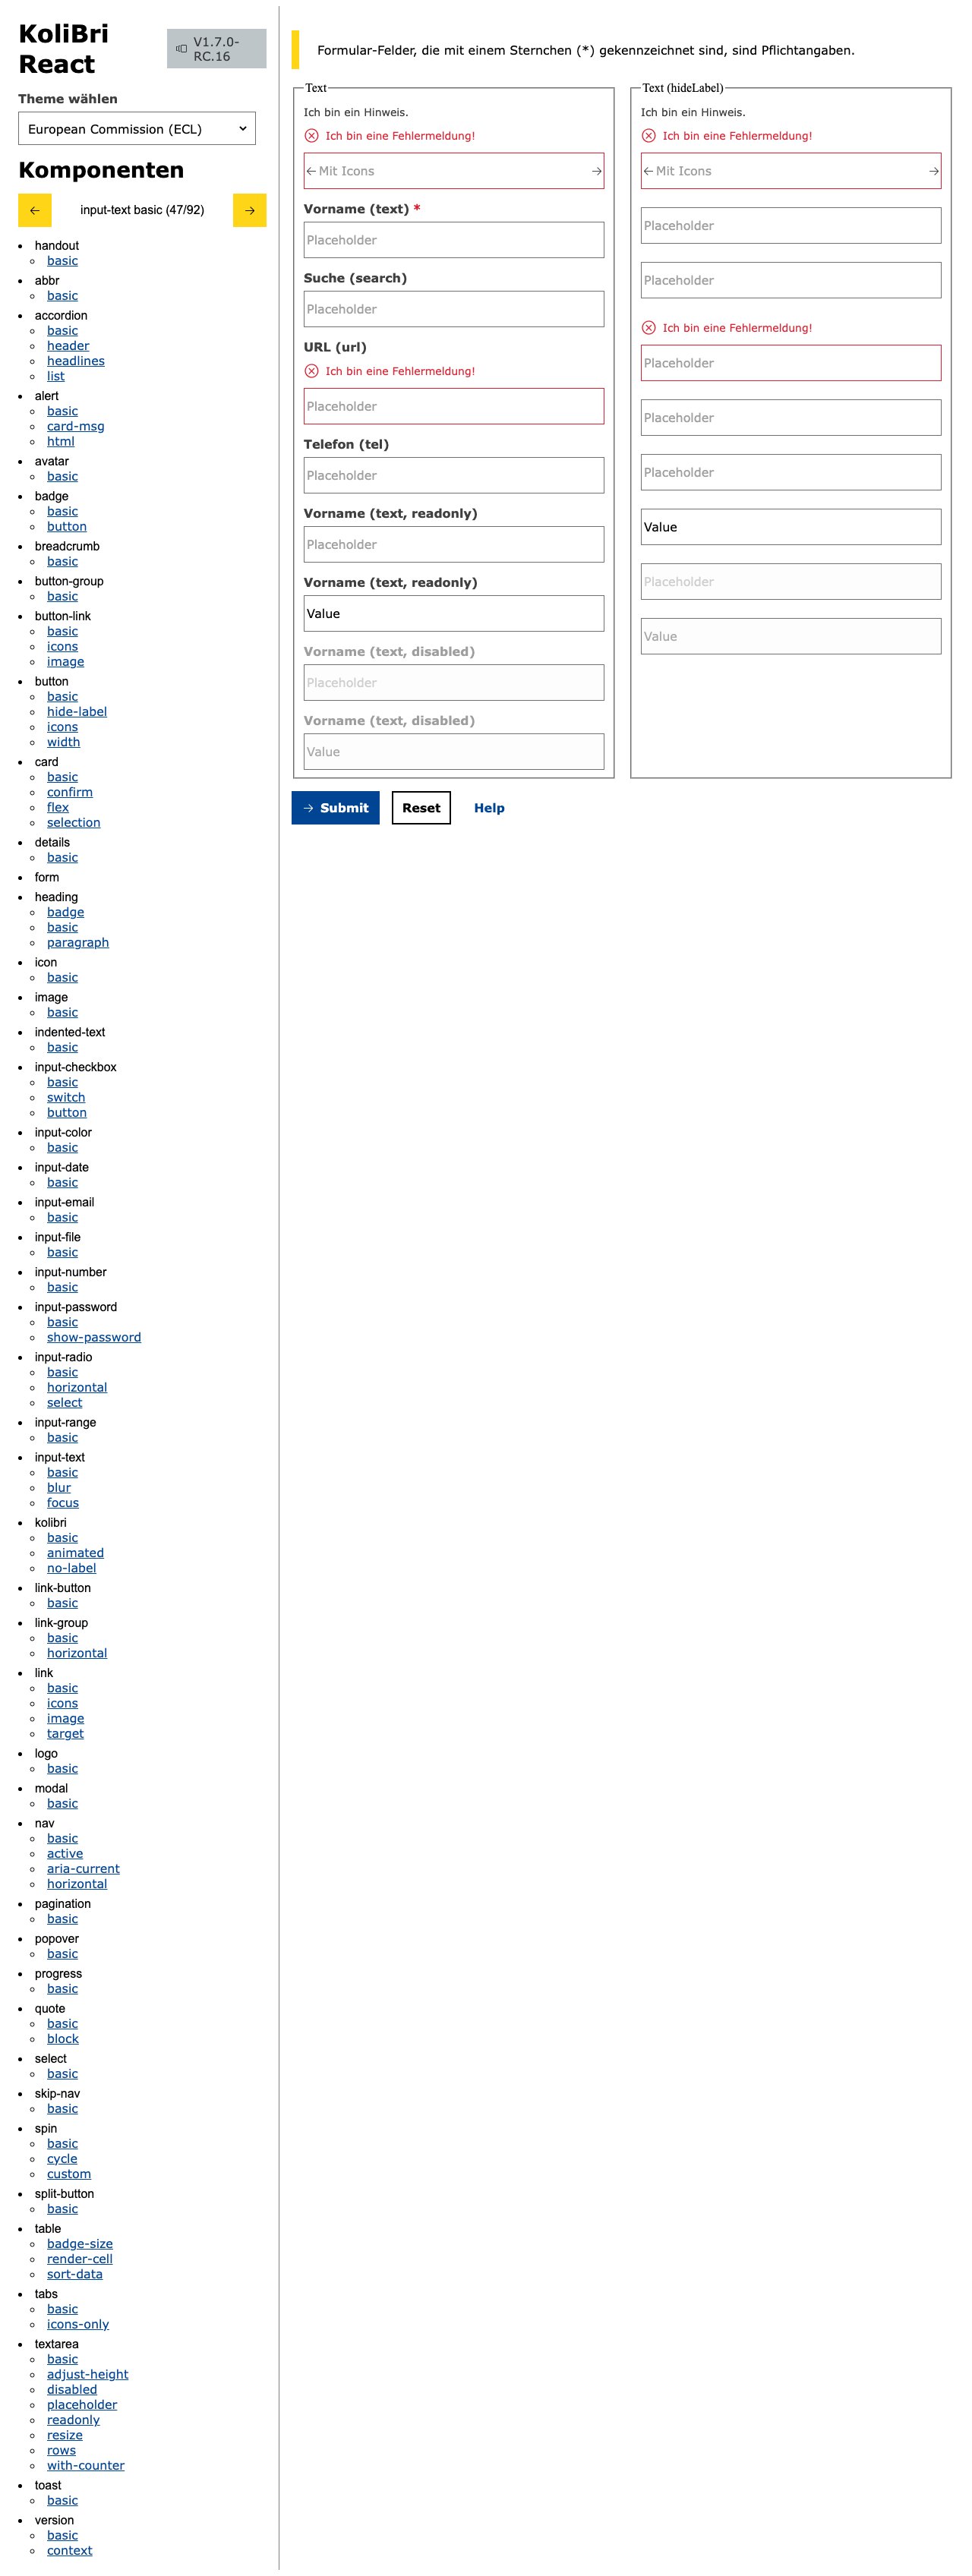 KoliBri
React
V1.7.0-
RC.16
Theme wählen
European Commission (ECL)
Komponenten
input-text basic (47/92)
handout
basic
abbr
basic
accordion
basic
header
headlines
list
alert
basic
card-msg
html
avatar
basic
badge
basic
button
breadcrumb
basic
button-group
basic
button-link
basic
icons
image
button
basic
hide-label
icons
width
card
basic
confirm
flex
selection
details
basic
form
heading
badge
basic
paragraph
icon
basic
image
basic
indented-text
basic
input-checkbox
basic
switch
button
input-color
basic
input-date
basic
input-email
basic
input-file
basic
input-number
basic
input-password
basic
show-password
input-radio
basic
horizontal
select
input-range
basic
input-text
basic
blur
focus
kolibri
basic
animated
no-label
link-button
basic
link-group
basic
horizontal
link
basic
icons
image
target
logo
basic
modal
basic
nav
basic
active
aria-current
horizontal
pagination
basic
popover
basic
progress
basic
quote
basic
block
select
basic
skip-nav
basic
spin
basic
cycle
custom
split-button
basic
table
badge-size
render-cell
sort-data
tabs
basic
icons-only
textarea
basic
adjust-height
disabled
placeholder
readonly
resize
rows
with-counter
toast
basic
version
basic
context
Formular-Felder, die mit einem Sternchen (*) gekennzeichnet sind, sind Pflichtangaben.
Text
Ich bin ein Hinweis.
Ich bin eine Fehlermeldung!
Mit Icons
Vorname (text) *
Placeholder
Suche (search)
Placeholder
URL (url)
Ich bin eine Fehlermeldung!
Placeholder
Telefon (tel)
Placeholder
Vorname (text, readonly)
Placeholder
Vorname (text, readonly)
Value
Vorname (text, disabled)
Placeholder
Vorname (text, disabled)
Value
Text (hideLabel)
Ich bin ein Hinweis.
Ich bin eine Fehlermeldung!
Mit Icons
Placeholder
Placeholder
Ich bin eine Fehlermeldung!
Placeholder
Placeholder
Placeholder
Value
Placeholder
Value
Submit
Reset
Help